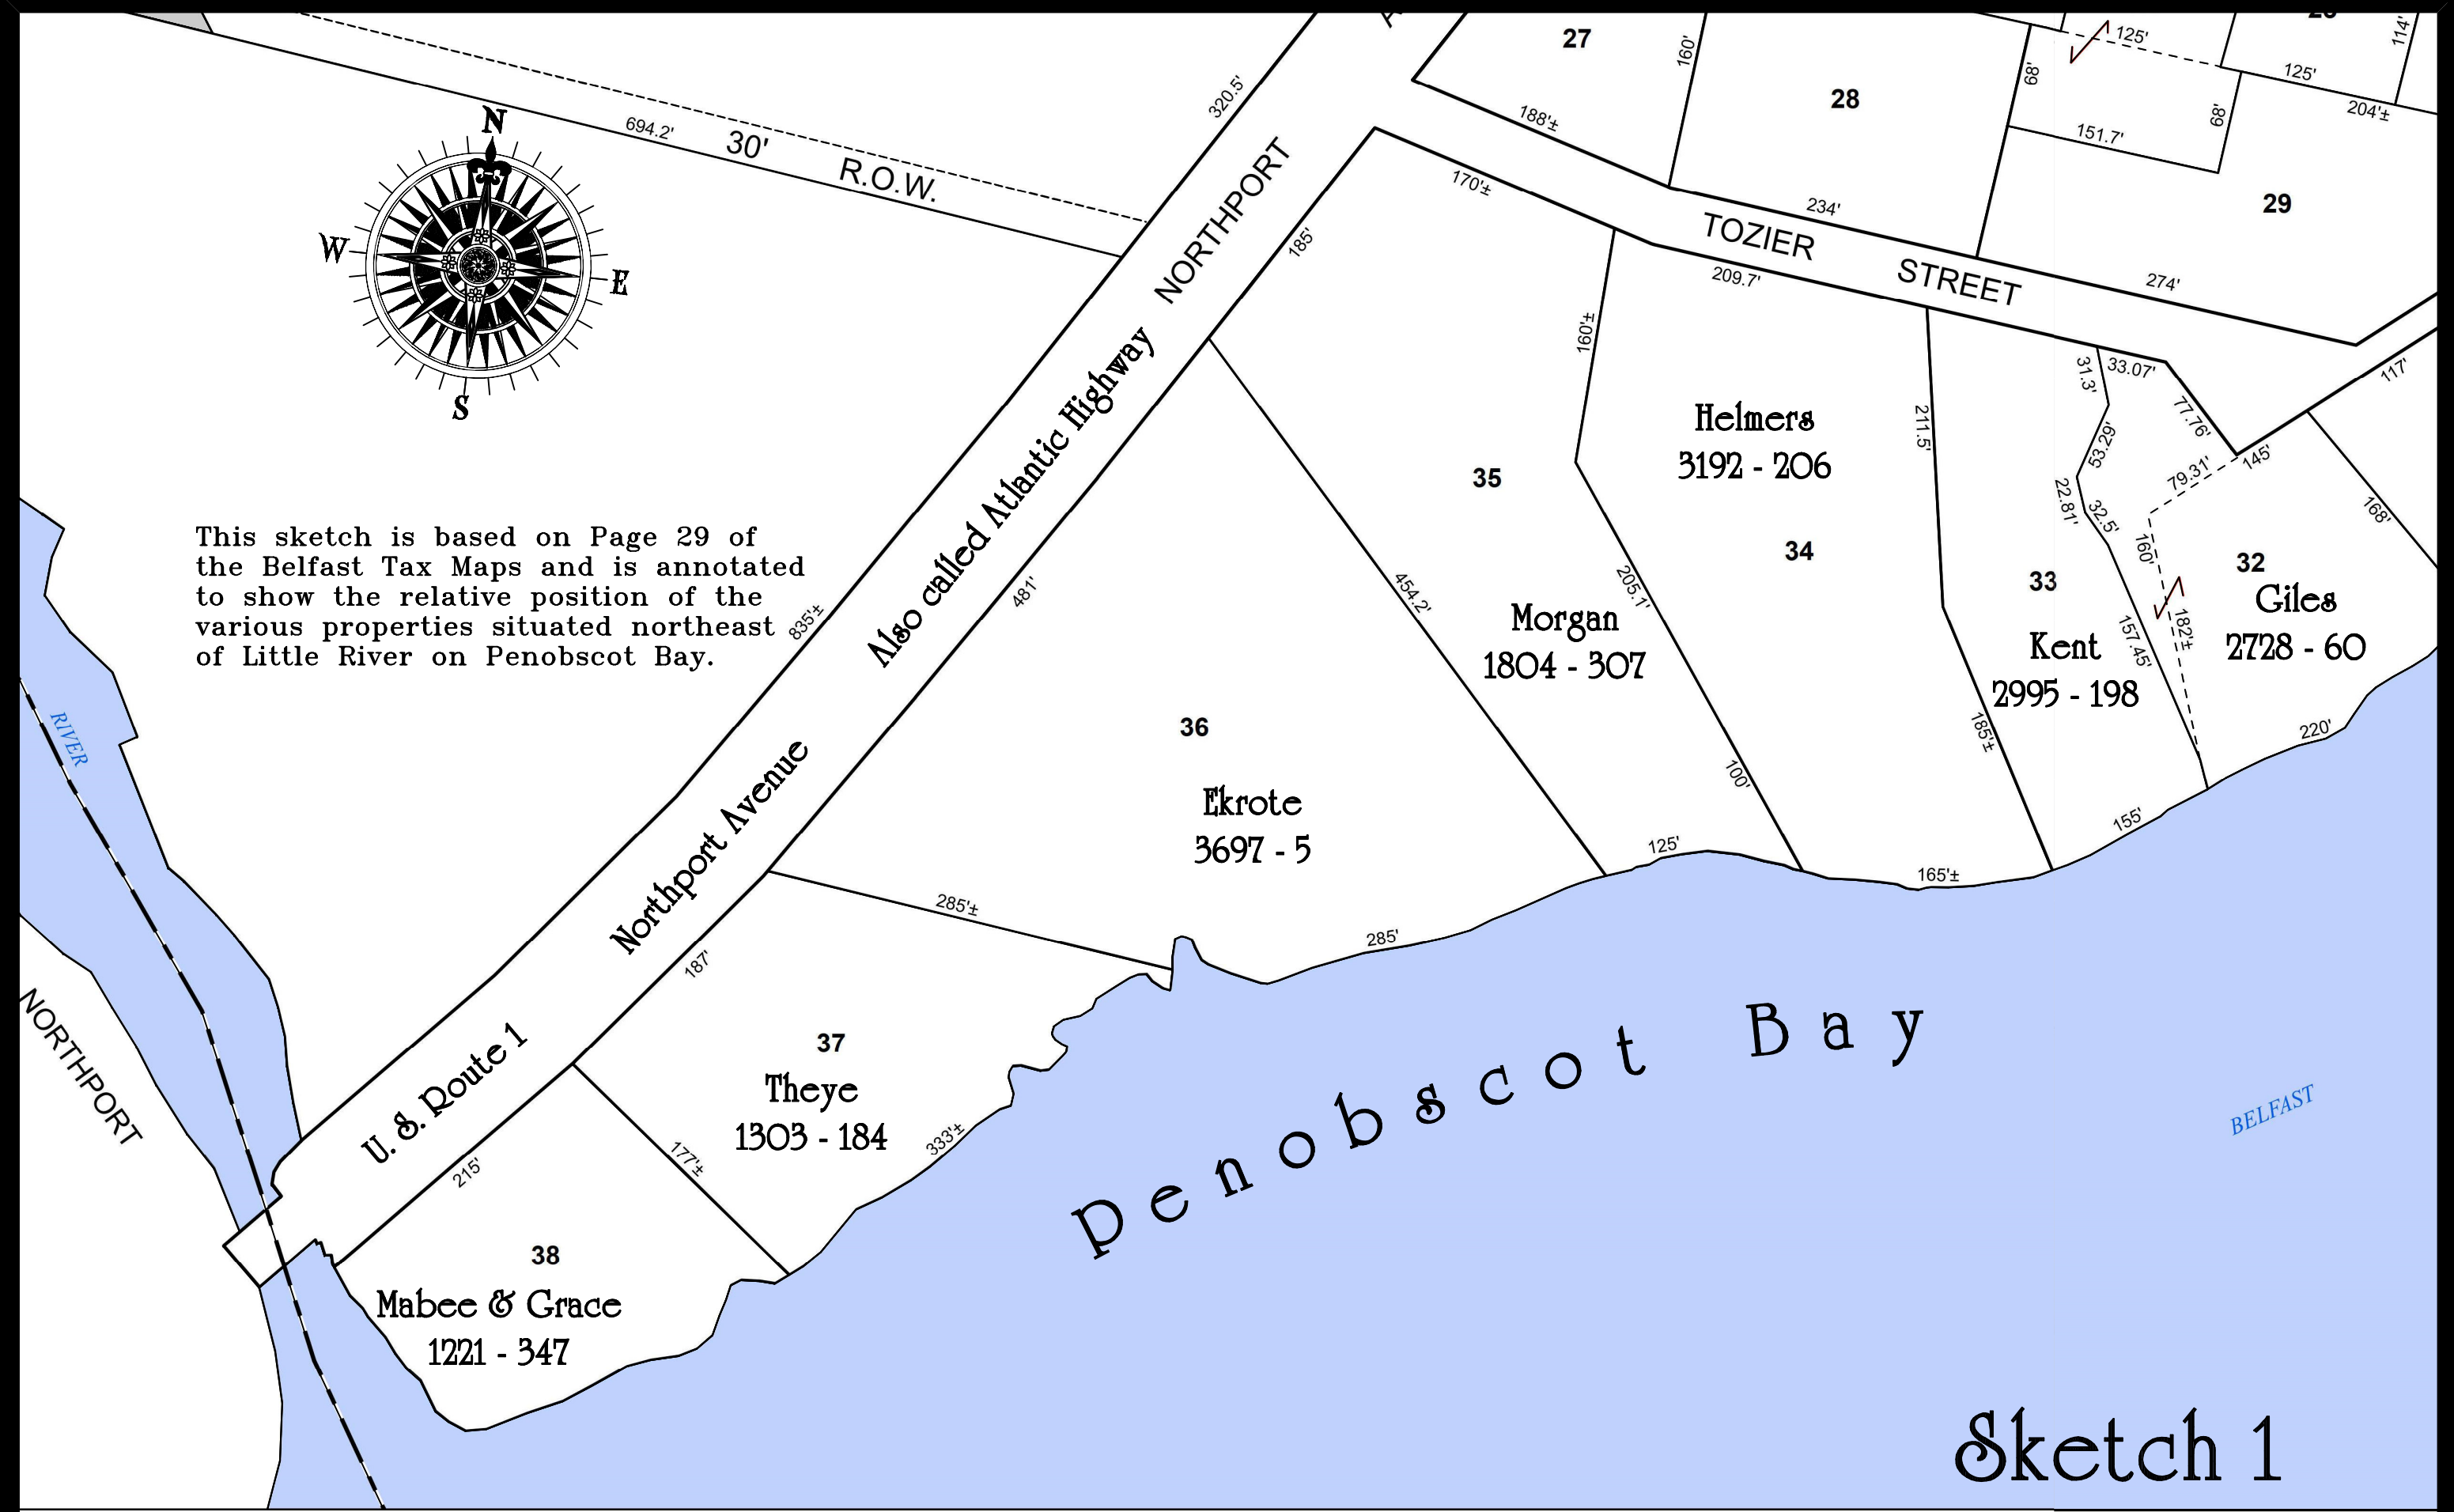 27
160'
28
68'
125'
114'
125'
204'±
68'
151.7'
29
320.5'
188'±
694.2'
30'
R.O.W.
N
W
E
S
170'±
234'
TOZIER STREET
274'
209.7'
NORTHPORT
185'
160'±
Also called Atlantic Highway
31.3'
33.07'
77.76'
117'
Helmers
3192 - 206
211.5'
53.29'
145'
79.31'
35
22.81'
32.5'
168'
34
160'
This sketch is based on Page 29 of
the Belfast Tax Maps and is annotated
to show the relative position of the
various properties situated northeast
of Little River on Penobscot Bay.
835'±
481'
454.2'
205.1'
33
32
Giles
2728 - 60
Morgan
1804 - 307
Kent
2995 - 198
157.45'
182'±
RIVER
36
185'±
220'
100'
Ekrote
3697 - 5
Northport Avenue
125'
165'±
155'
285'±
285'
187'
NORTHPORT
37
Theye
1303 - 184
U. S. Route 1
215'
177'±
333'±
Penobscot Bay
BELFAST
38
Mabee & Grace
1221 - 347
Sketch 1